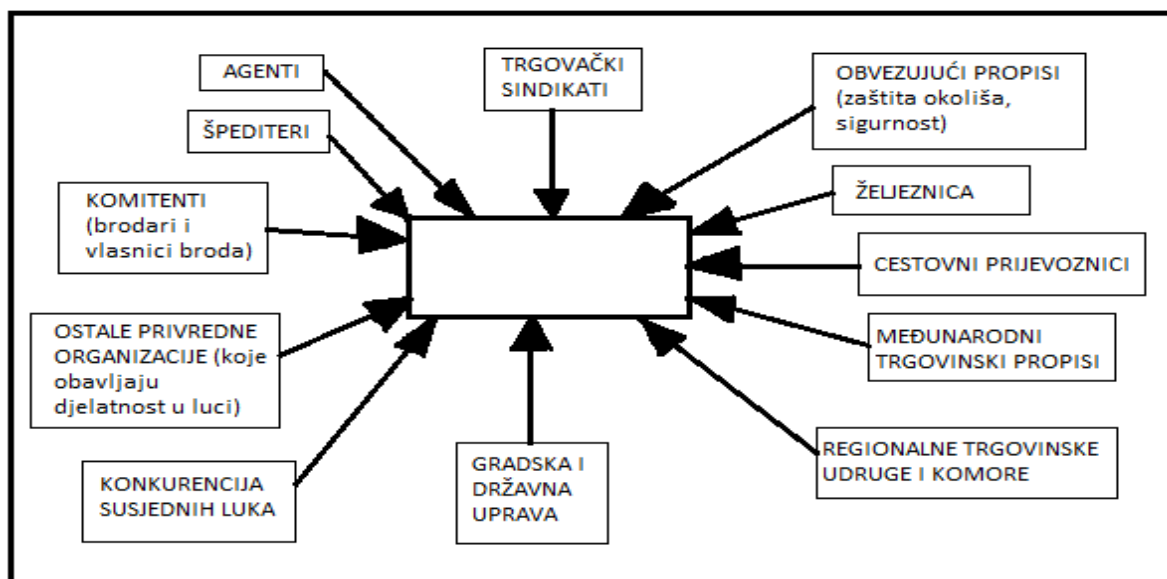 AGENTI
TRGOVAČKI
SINDIKATI
OBVEZUJUĆI PROPISI
(zaštita okoliša,
sigurnost)
ŠPEDITERI
KOMITENTI
(brodari i
vlasnici broda)
ŽELJEZNICA
CESTOVNI PRIJEVOZNICI
OSTALE PRIVREDNE
ORGANIZACIJE (koje
obavljaju
djelatnost u luci)
MEĐUNARODNI
TRGOVINSKI PROPISI
KONKURENCIJA
SUSJEDNIH LUKA
GRADSKA I
DRŽAVNA
UPRAVA
REGIONALNE TRGOVINSKE
UDRUGE I KOMORE